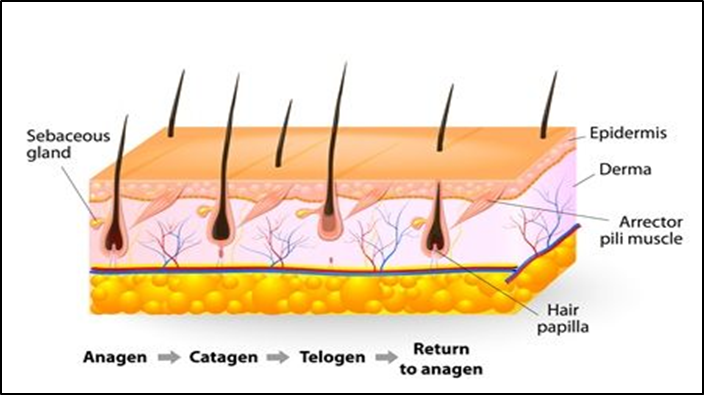 Sebaceous
gland
Epidermis
Derma
Arrector
pili muscle
Hair
papilla
Anagen
Catagen
Telogen
Return
to anagen